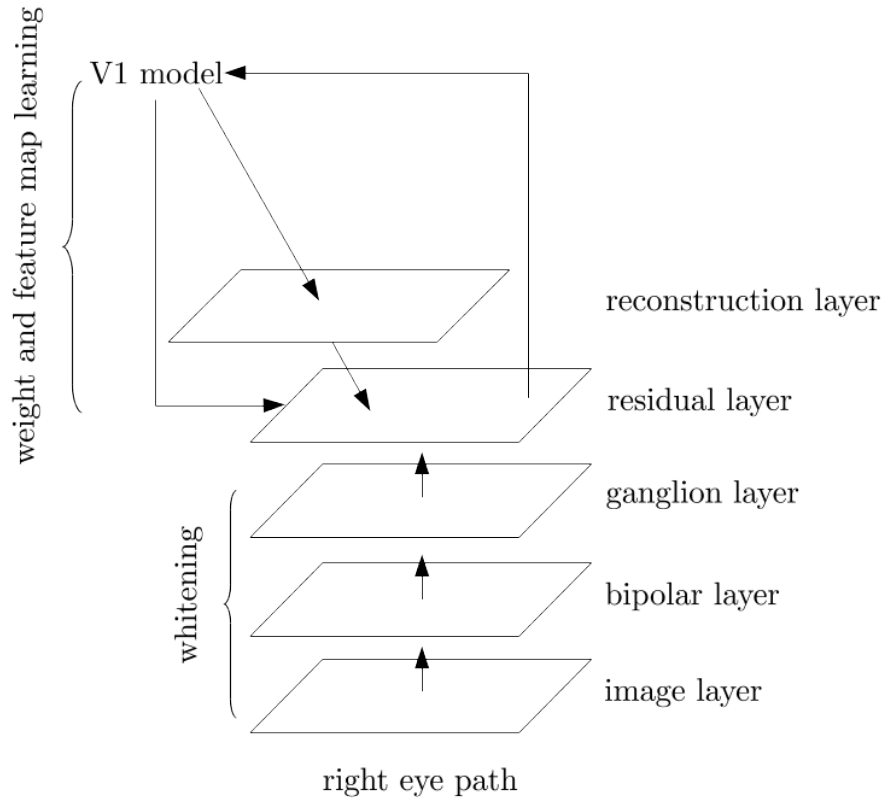 weight and feature map learning
V1 model
reconstruction layer
residual layer
ganglion layer
whitening
bipolar layer
image layer
right eye path